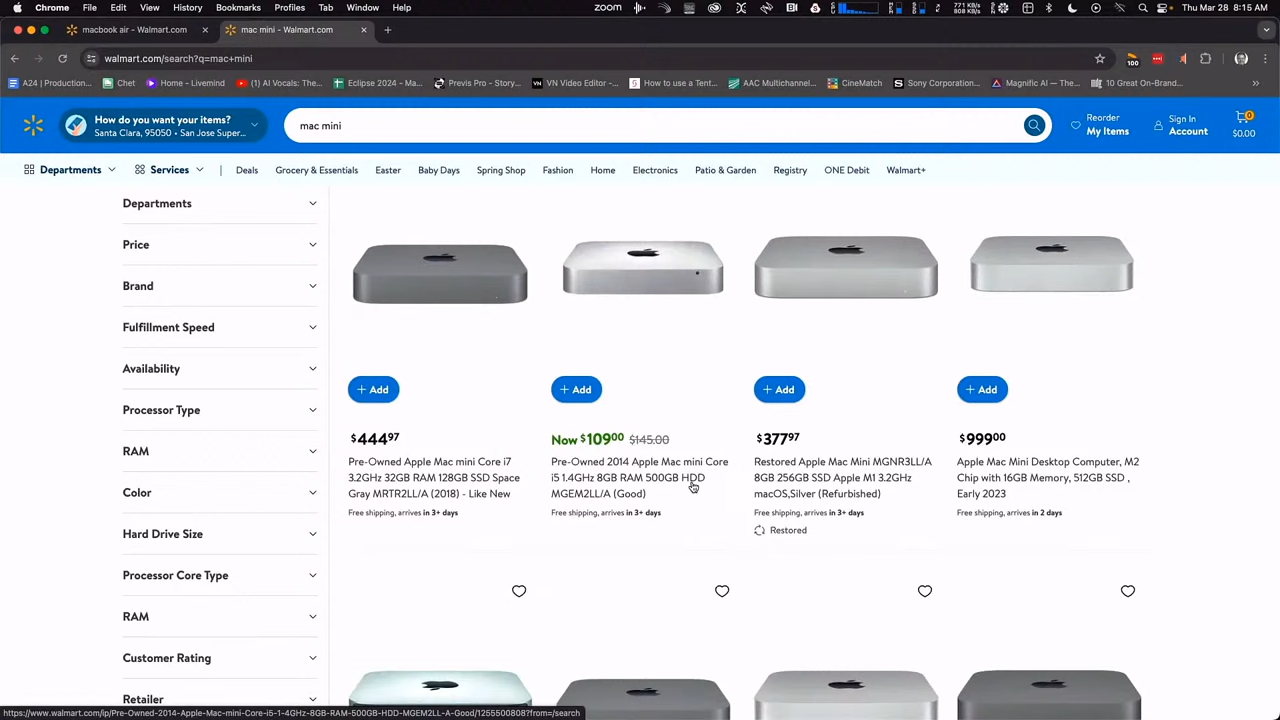 Chrome File Edit View History Bookmarks Profiles Tab Window Help
zoom
Thu Mar 28 8:15 AM
macbook air - Walmart.com
mac mini - Walmart.com
walmart.com/search?q=mac+mini
A24 | Production...
Chet
Home - Livemind
(1) AI Vocals: The...
Eclipse 2024 - Ma...
Previs Pro - Story...
VN Video Editor -...
How to use a Tent...
AAC Multichannel...
CineMatch
Sony Corporation...
Magnific AI — The...
10 Great On-Brand...
How do you want your items?
Santa Clara, 95050 • San Jose Super...
mac mini
Reorder
My Items
Sign In
Account
0
$0.00
Departments
Services
Deals
Grocery & Essentials
Easter
Baby Days
Spring Shop
Fashion
Home
Electronics
Patio & Garden
Registry
ONE Debit
Walmart+
Departments
Price
Brand
Fulfillment Speed
Availability
Processor Type
RAM
Color
Hard Drive Size
Processor Core Type
RAM
Customer Rating
Retailer
+ Add
$44497
Pre-Owned Apple Mac mini Core i7
3.2GHz 32GB RAM 128GB SSD Space
Gray MRTR2LL/A (2018) - Like New
Free shipping, arrives in 3+ days
+ Add
Now $10900 $145.00
Pre-Owned 2014 Apple Mac mini Core
i5 1.4GHz 8GB RAM 500GB HDD
MGEM2LL/A (Good)
Free shipping, arrives in 3+ days
+ Add
$37797
Restored Apple Mac Mini MGNR3LL/A
8GB 256GB SSD Apple M1 3.2GHz
macOS,Silver (Refurbished)
Free shipping, arrives in 3+ days
Restored
+ Add
$99900
Apple Mac Mini Desktop Computer, M2
Chip with 16GB Memory, 512GB SSD ,
Early 2023
Free shipping, arrives in 2 days
https://www.walmart.com/ip/Pre-Owned-2014-Apple-Mac-mini-Core-i5-1-4GHz-8GB-RAM-500GB-HDD-MGEM2LL-A-Good/1255500808?from=/search